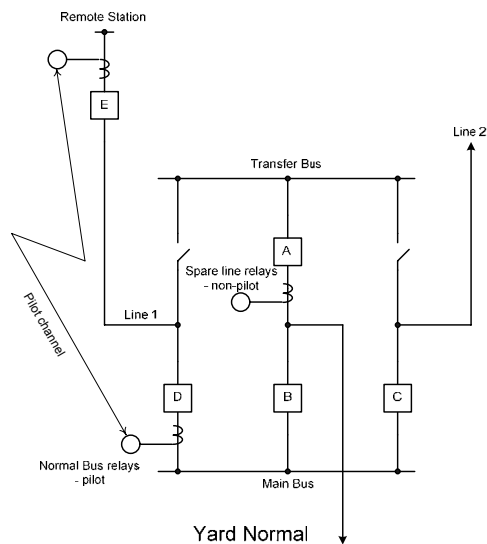 Remote Station
E
Line 2
Transfer Bus
A
Spare line relays
- non-pilot
Pilot channel
Line 1
D
B
C
Normal Bus relays
- pilot
Main Bus
Yard Normal